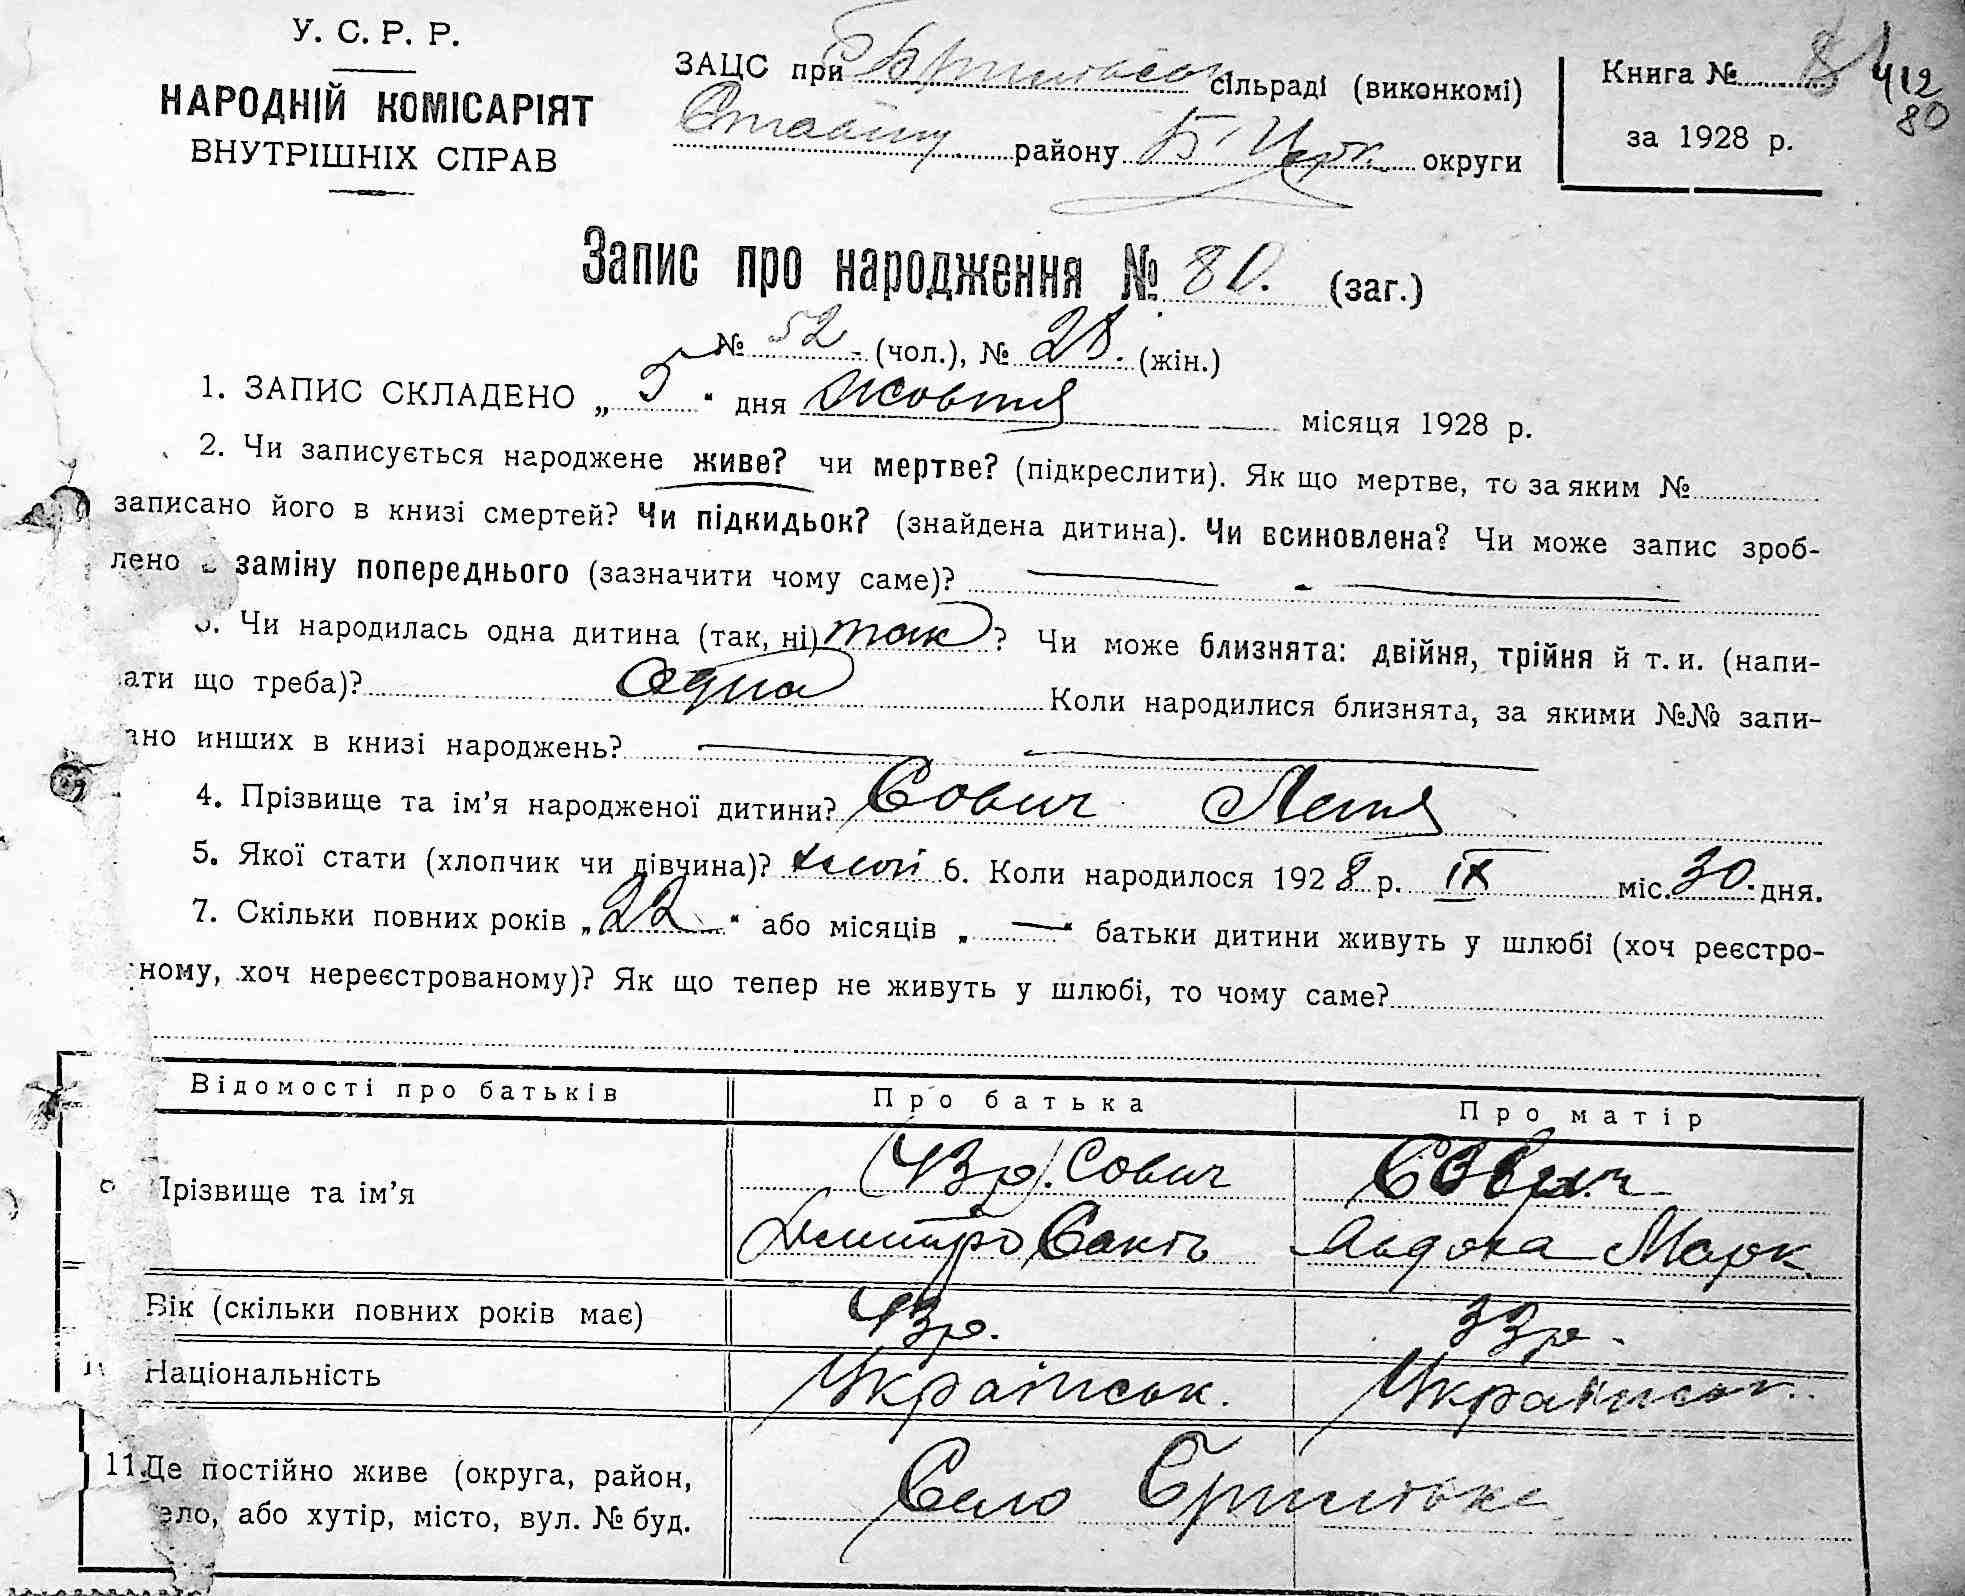 У. С. Р. Р.
НАРОДНІЙ КОМІСАРІЯТ
ВНУТРІШНІХ СПРАВ
ЗАЦС при сільраді (виконкомі)
району Б Церк. округи
Книга № 8
412
80
за 1928 р.
Запис про народження № 80. (заг.)
№ 52 (чол.), № 28. (жін.)
1. ЗАПИС СКЛАДЕНО „ 5 “ дня Жовтня місяця 1928 р.
2. Чи записується народжене живе? чи мертве? (підкреслити). Як що мертве, то за яким №
записано його в книзі смертей? Чи підкидьок? (знайдена дитина). Чи всиновлена? Чи може запис зроб-
лено заміну попереднього (зазначити чому саме)?
3. Чи народилась одна дитина (так, ні) так ? Чи може близнята: двійня, трійня й т. и. (напи-
ати що треба)? одна Коли народилися близнята, за якими №№ запи-
ано инших в книзі народжень?
4. Прізвище та ім’я народженої дитини? Сович
5. Якої стати (хлопчик чи дівчина)? 6. Коли народилося 1928 р. IX міс. 30. дня.
7. Скільки повних років „ 22 “ або місяців „ — “ батьки дитини живуть у шлюбі (хоч реєстро-
ному, хоч нереєстрованому)? Як що тепер не живуть у шлюбі, то чому саме?
Відомості про батьків Про батька Про матір
Прізвище та ім’я (43р). Сович Сович
Дмитро Марк.
Вік (скільки повних років має) 43р. 33р.
Національність Українськ. Українськ.
11. Де постійно живе (округа, район, Село
ело, або хутір, місто, вул. № буд.